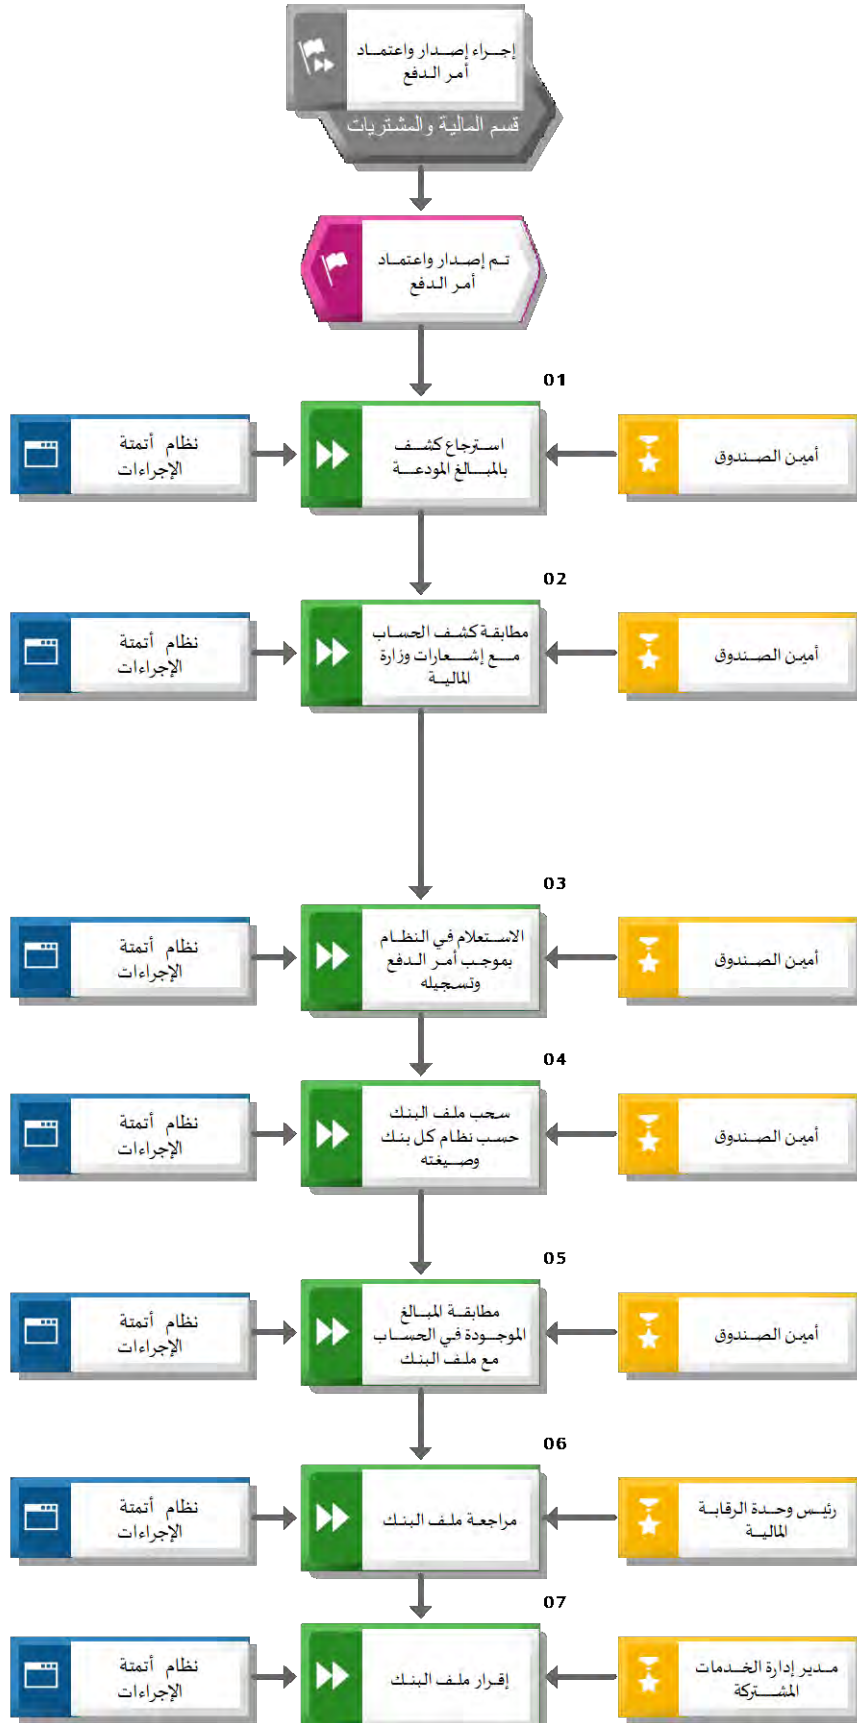 إجراء إصدار واعتماد
أمر الدفع
قسم المالية والمشتريات
تم إصدار واعتماد
أمر الدفع
01
أمين الصندوق
استرجاع كشف
بالمبالغ المودعة
نظام أتمتة
الإجراءات
02
أمين الصندوق
مطابقة كشف الحساب
مع إشعارات وزارة
المالية
نظام أتمتة
الإجراءات
03
أمين الصندوق
الاستعلام في النظام
بموجب أمر الدفع
وتسجيله
نظام أتمتة
الإجراءات
04
أمين الصندوق
سحب ملف البنك
حسب نظام كل بنك
وصيغته
نظام أتمتة
الإجراءات
05
أمين الصندوق
مطابقة المبالغ
الموجودة في الحساب
مع ملف البنك
نظام أتمتة
الإجراءات
06
رئيس وحدة الرقابة
المالية
مراجعة ملف البنك
نظام أتمتة
الإجراءات
07
مدير إدارة الخدمات
المشتركة
إقرار ملف البنك
نظام أتمتة
الإجراءات